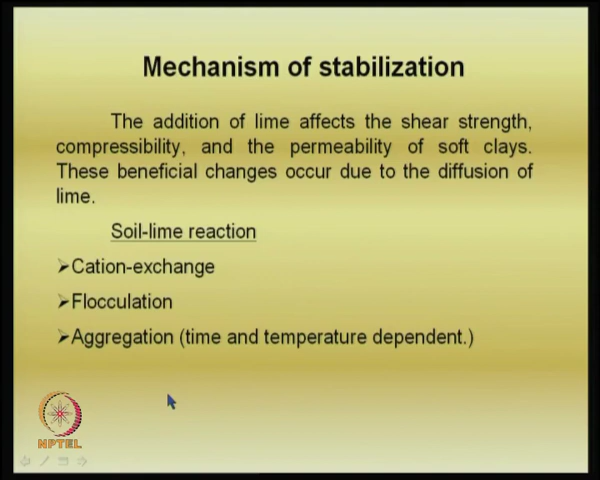 Mechanism of stabilization
The addition of lime affects the shear strength,
compressibility, and the permeability of soft clays.
These beneficial changes occur due to the diffusion of
lime.
Soil-lime reaction
➢Cation-exchange
➢Flocculation
➢Aggregation (time and temperature dependent.)
NPTEL